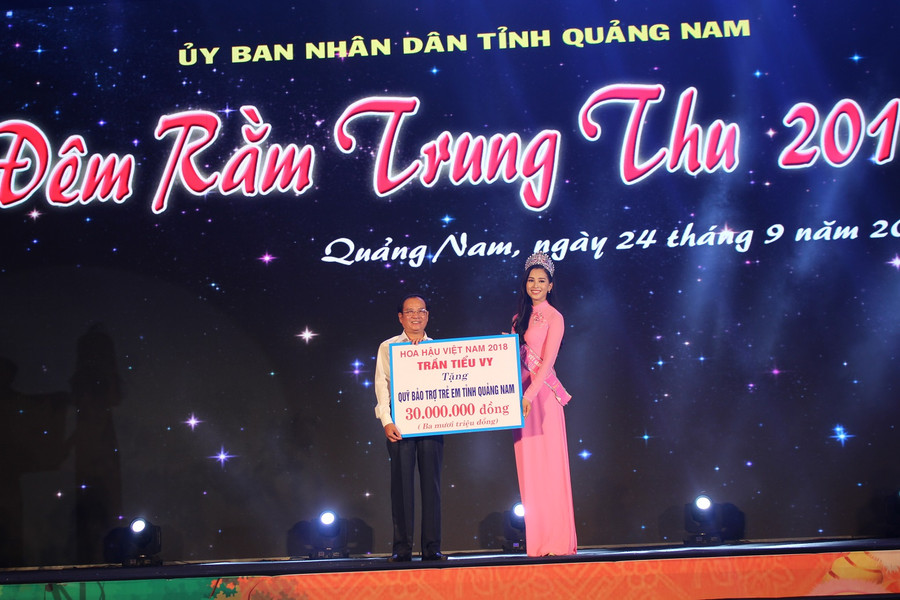 ỦY BAN NHÂN DÂN TỈNH QUẢNG NAM
Đêm Rằm Trung Thu 201
Quảng Nam, ngày 24 tháng 9 năm 20
HOA HẬU VIỆT NAM 2018
TRẦN TIỂU VY
Tặng
QUỸ BẢO TRỢ TRẺ EM TỈNH QUẢNG NAM
30.000.000 đồng
( Ba mươi triệu đồng)